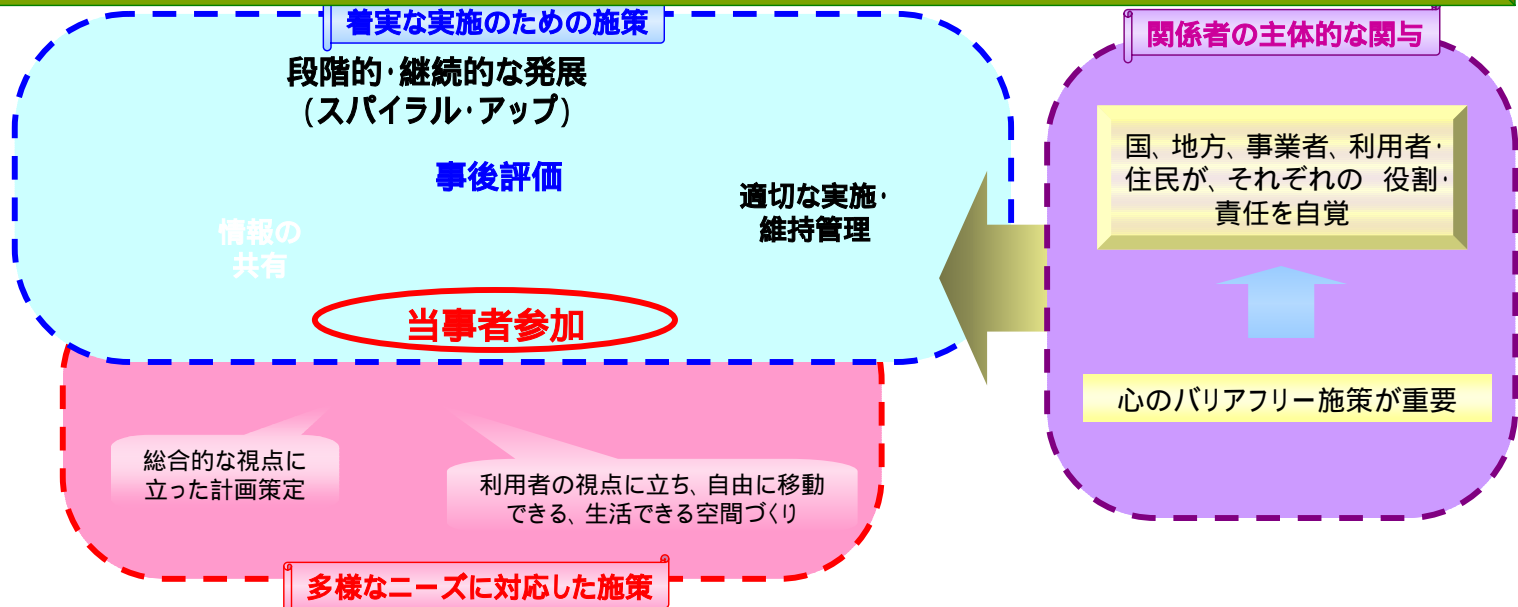 着実な実施のための施策
段階的・継続的な発展
(スパイラル・アップ)
事後評価
適切な実施・
維持管理
情報の
共有
当事者参加
総合的な視点に
立った計画策定
利用者の視点に立ち、自由に移動
できる、生活できる空間づくり
多様なニーズに対応した施策
関係者の主体的な関与
国、地方、事業者、利用者・
住民が、それぞれの 役割・
責任を自覚
心のバリアフリー施策が重要